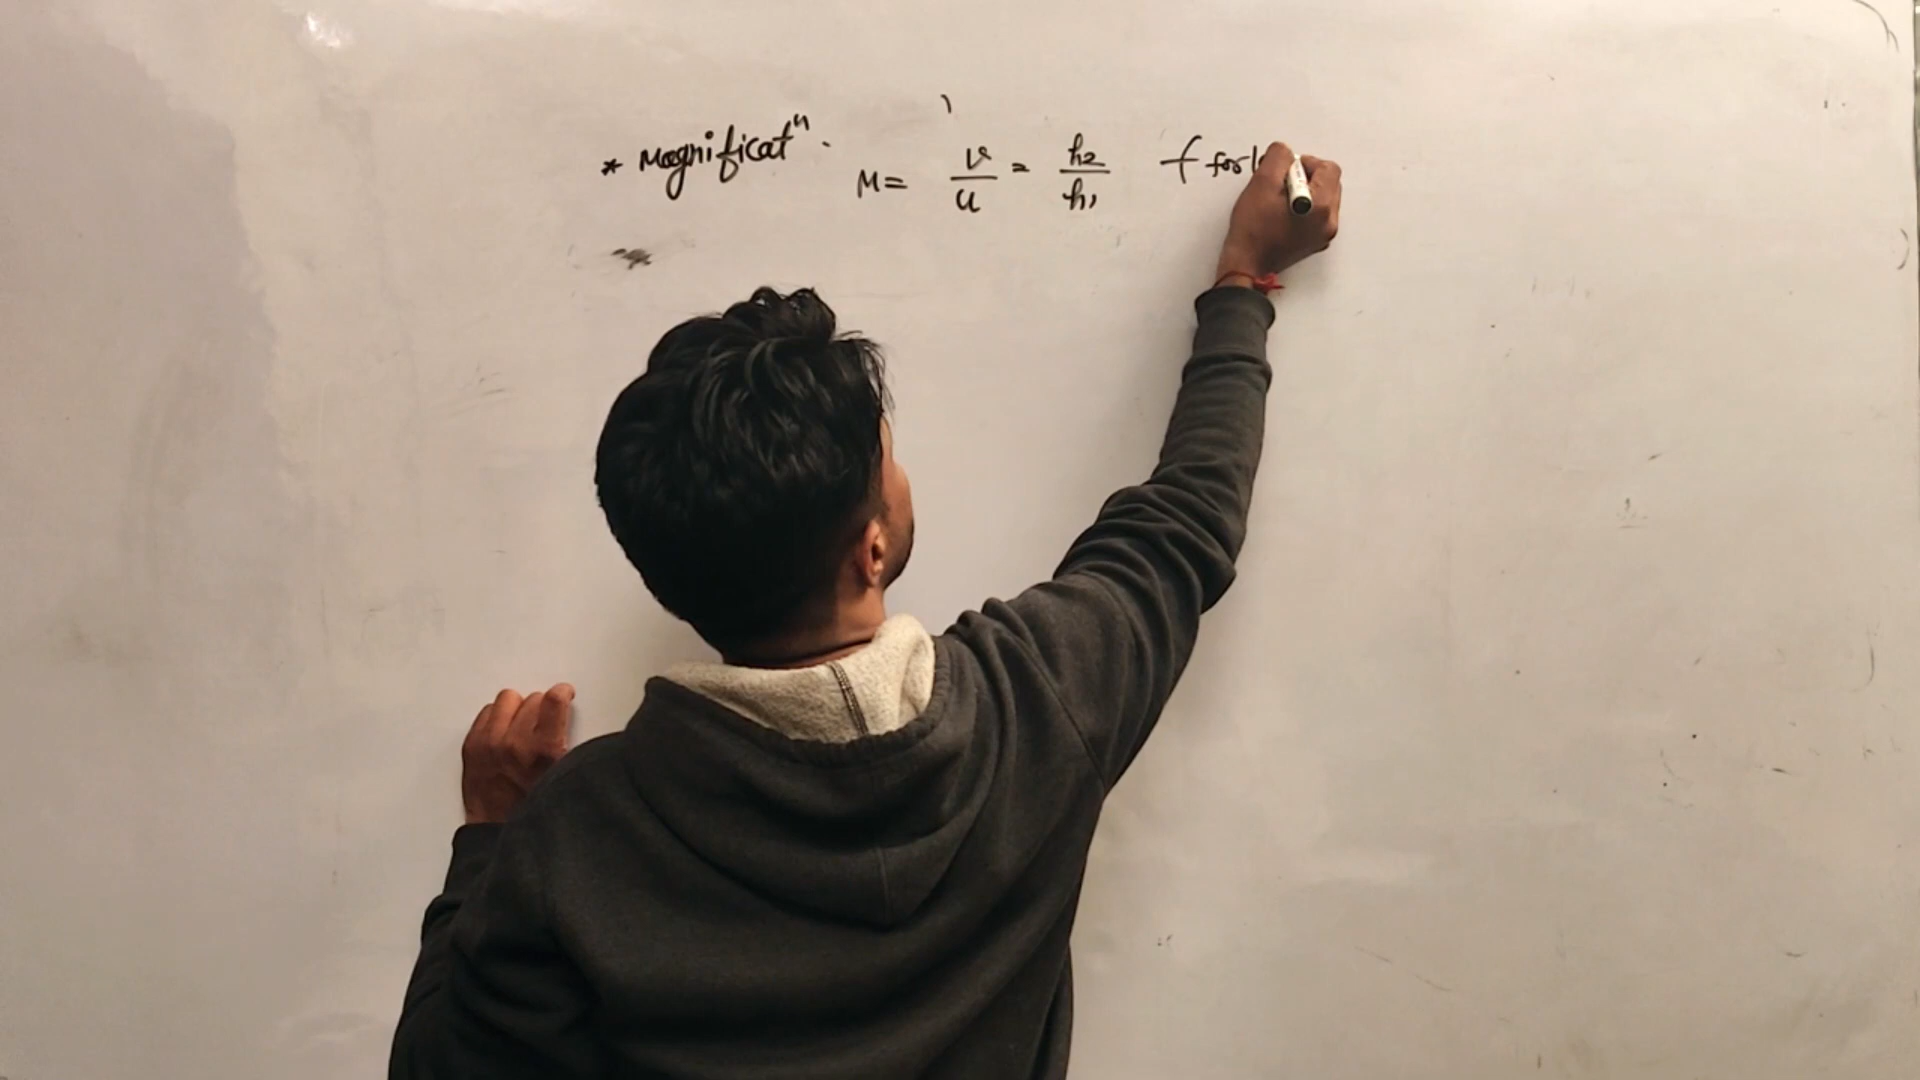 * Magnificatⁿ. M = v/u = h2/h1 { for